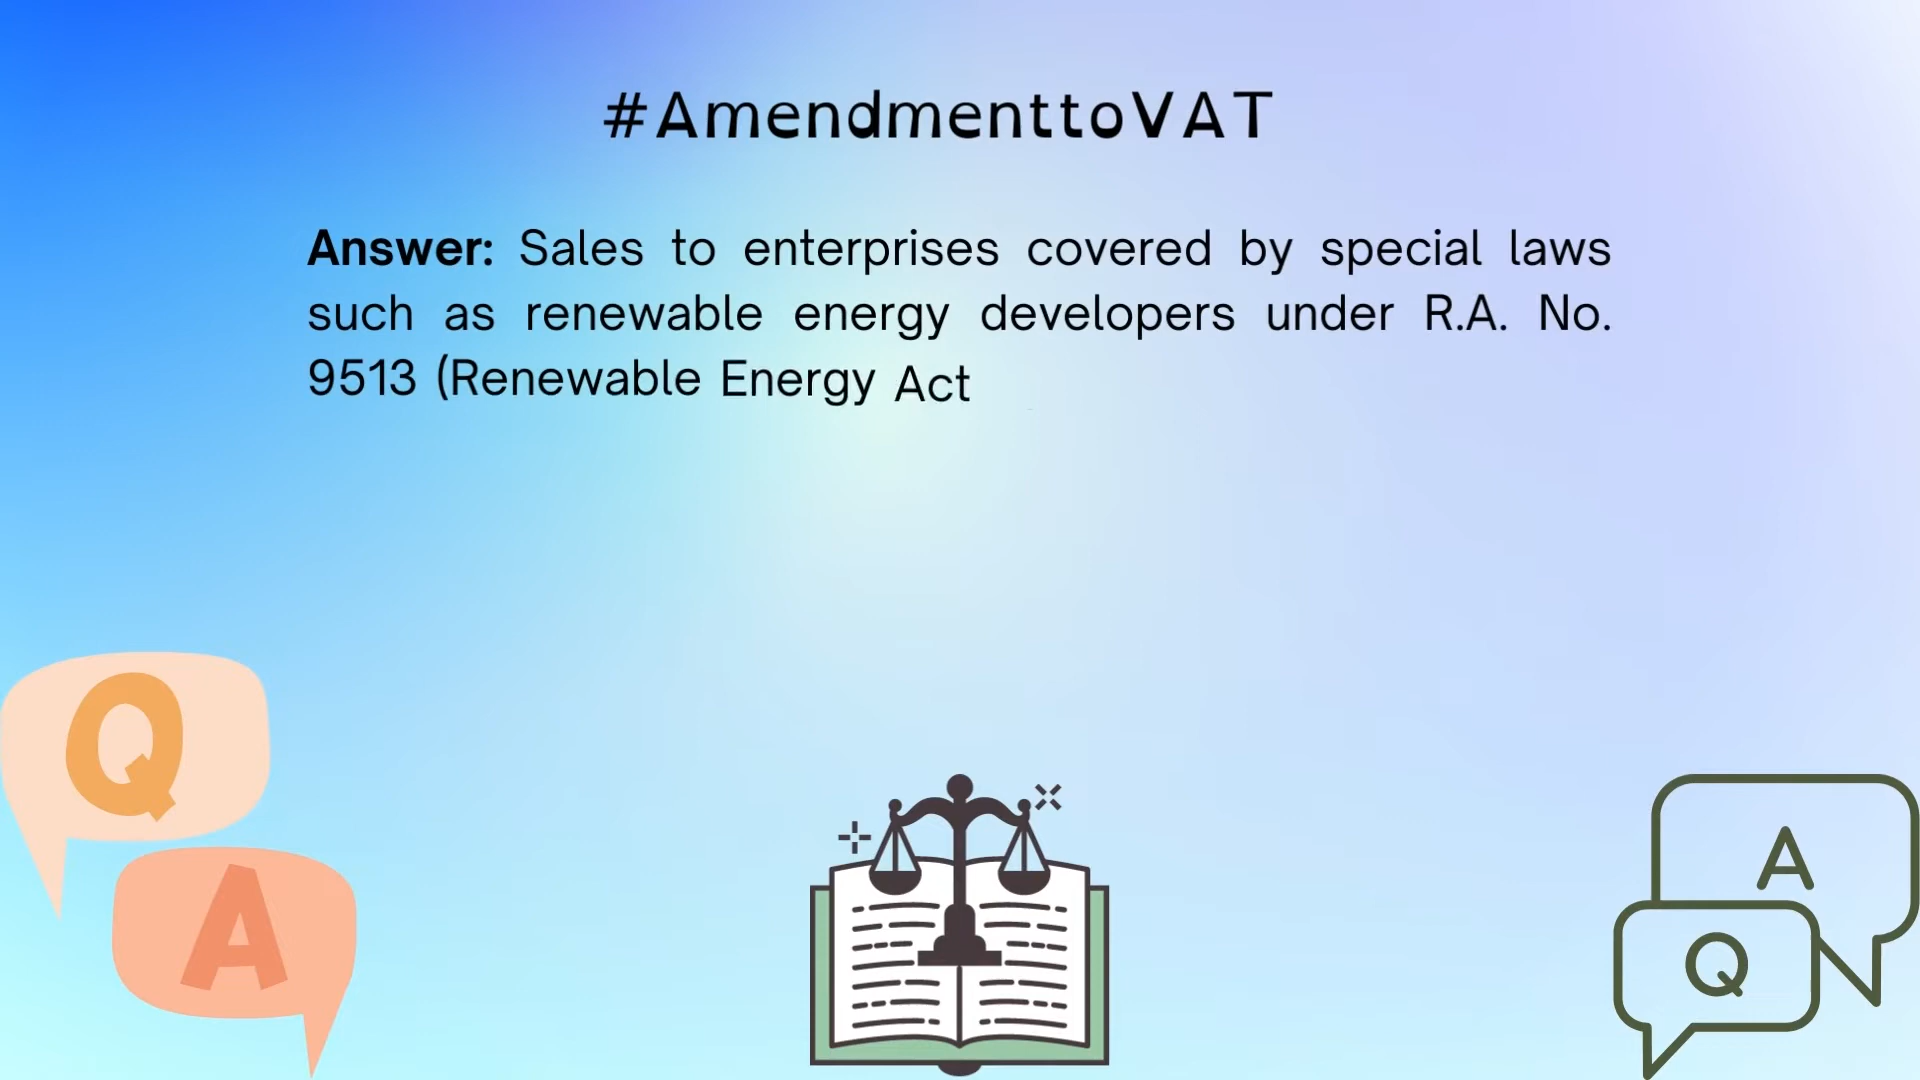 #AmendmenttoVAT
Answer: Sales to enterprises covered by special laws
such as renewable energy developers under R.A. No.
9513 (Renewable Energy Act
Q
A
A
Q